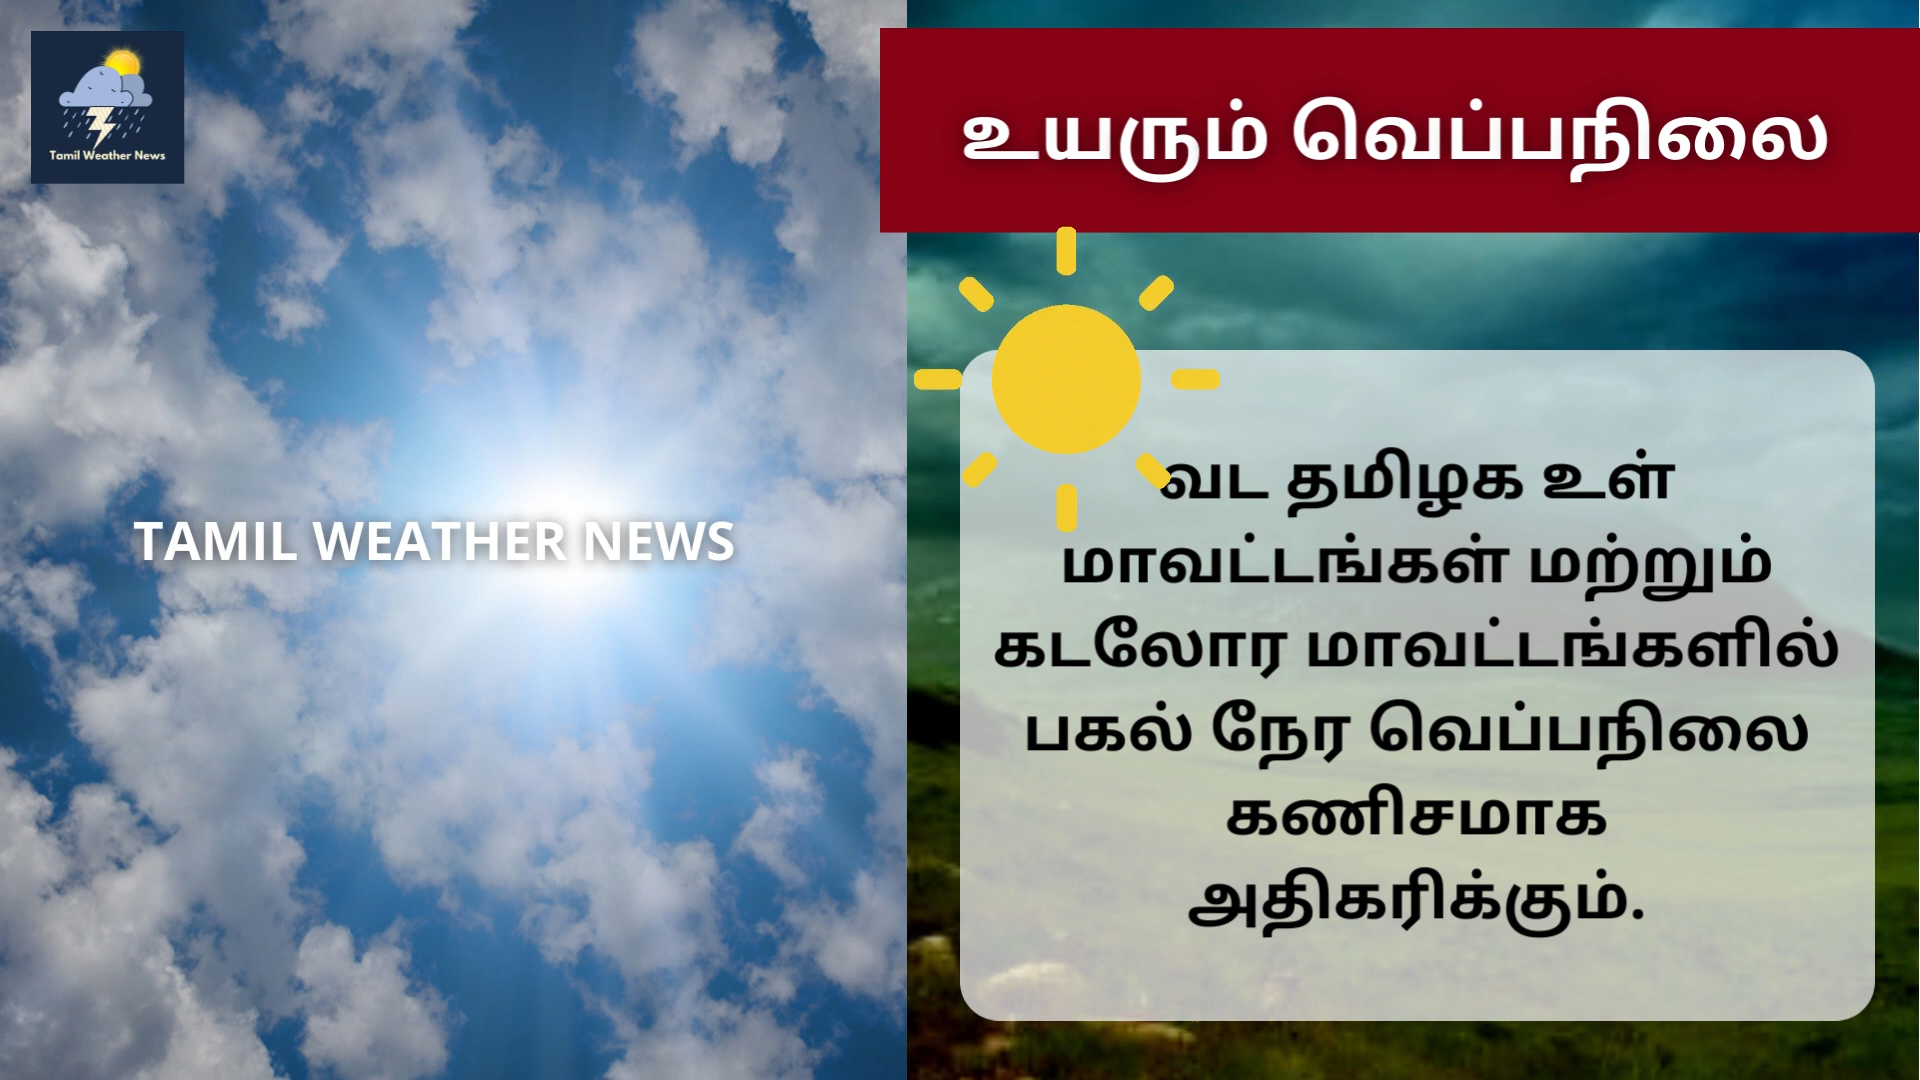 Tamil Weather News
TAMIL WEATHER NEWS
உயரும் வெப்பநிலை
வட தமிழக உள்
மாவட்டங்கள் மற்றும்
கடலோர மாவட்டங்களில்
பகல் நேர வெப்பநிலை
கணிசமாக
அதிகரிக்கும்.